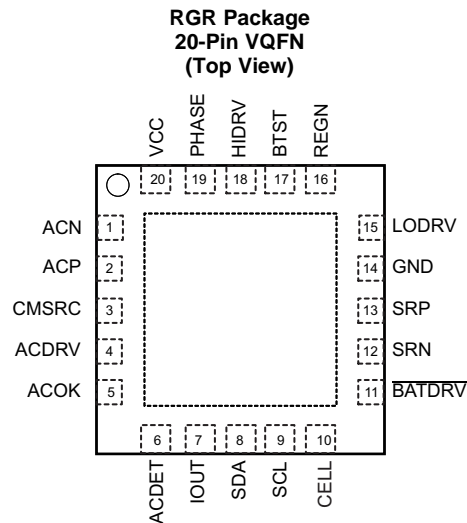 RGR Package
20-Pin VQFN
(Top View)
VCC
PHASE
HIDRV
BTST
REGN
20
19
18
17
16
ACN 1
15 LODRV
ACP 2
14 GND
CMSRC 3
13 SRP
ACDRV 4
12 SRN
ACOK 5
11 BATDRV
6
7
8
9
10
ACDET
IOUT
SDA
SCL
CELL